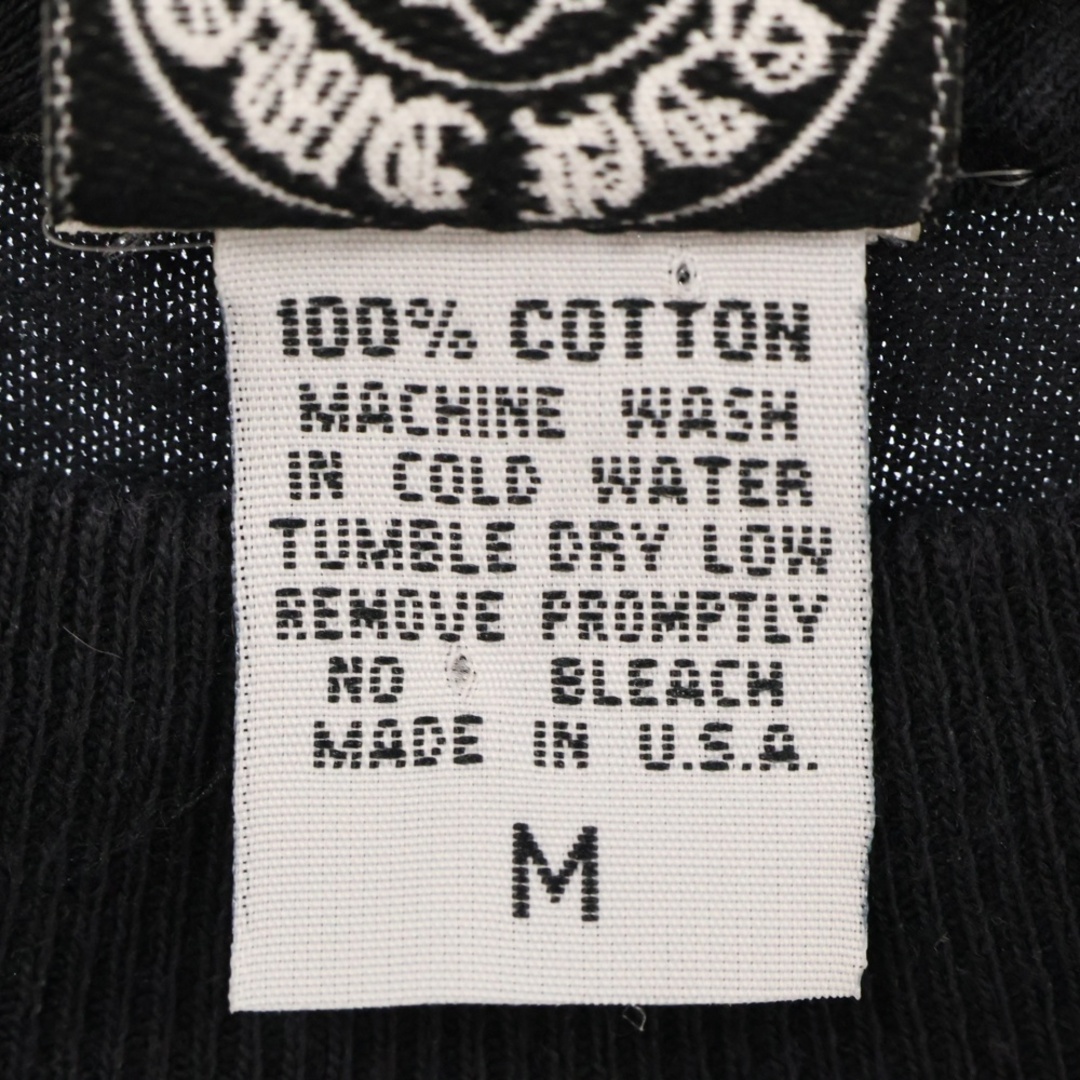 100% COTTON
MACHINE WASH
IN COLD WATER
TUMBLE DRY LOW
REMOVE PROMPTLY
NO BLEACH
MADE IN U.S.A.
M